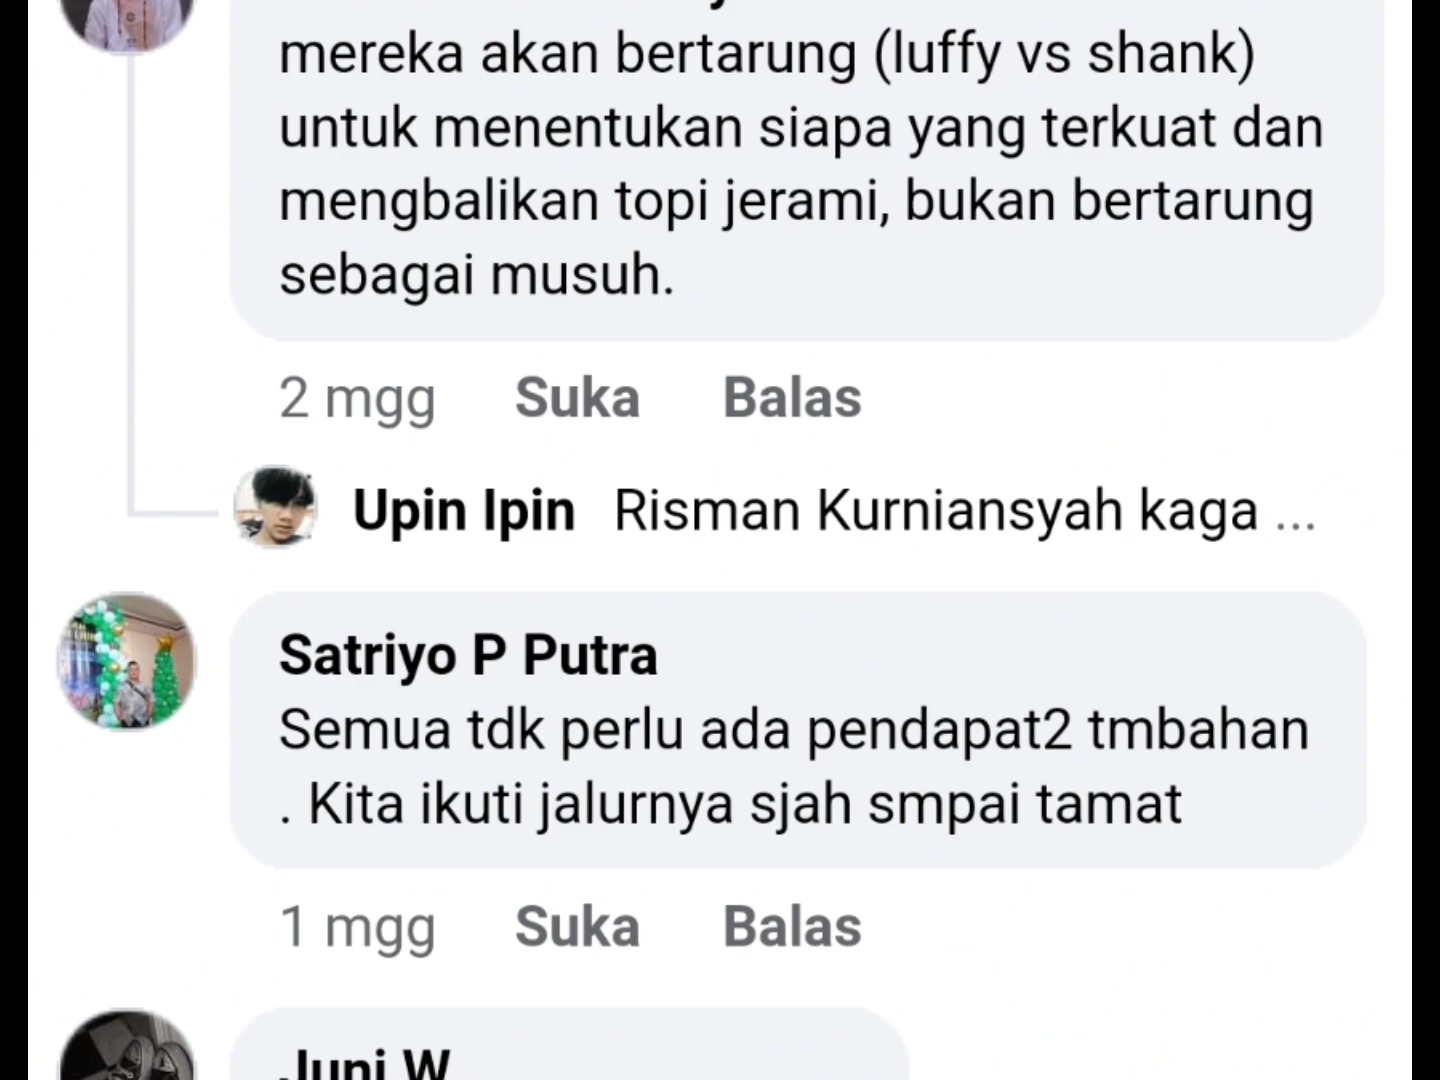 mereka akan bertarung (luffy vs shank)
untuk menentukan siapa yang terkuat dan
mengbalikan topi jerami, bukan bertarung
sebagai musuh.
2 mgg Suka Balas
Upin Ipin Risman Kurniansyah kaga ...
Satriyo P Putra
Semua tdk perlu ada pendapat2 tmbahan
. Kita ikuti jalurnya sjah smpai tamat
1 mgg Suka Balas
Juni W